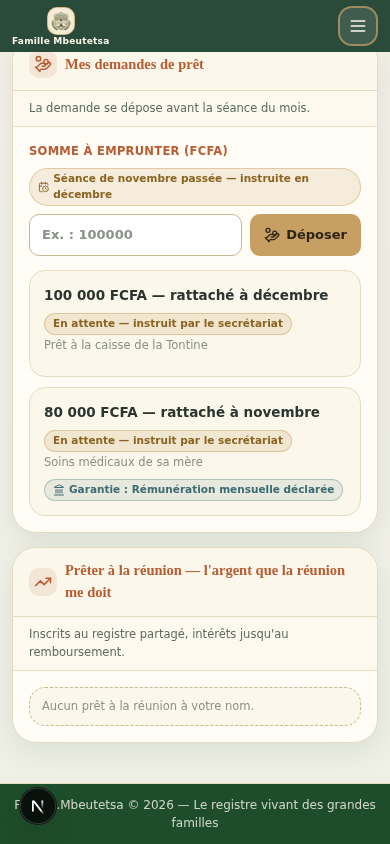 Famille Mbeutetsa
Mes demandes de prêt
La demande se dépose avant la séance du mois.
SOMME À EMPRUNTER (FCFA)
Séance de novembre passée — instruite en
décembre
Ex. : 100000
Déposer
100 000 FCFA — rattaché à décembre
En attente — instruit par le secrétariat
Prêt à la caisse de la Tontine
80 000 FCFA — rattaché à novembre
En attente — instruit par le secrétariat
Soins médicaux de sa mère
Garantie : Rémunération mensuelle déclarée
Prêter à la réunion — l'argent que la réunion
me doit
Inscrits au registre partagé, intérêts jusqu'au
remboursement.
Aucun prêt à la réunion à votre nom.
.Mbeutetsa © 2026 — Le registre vivant des grandes
familles